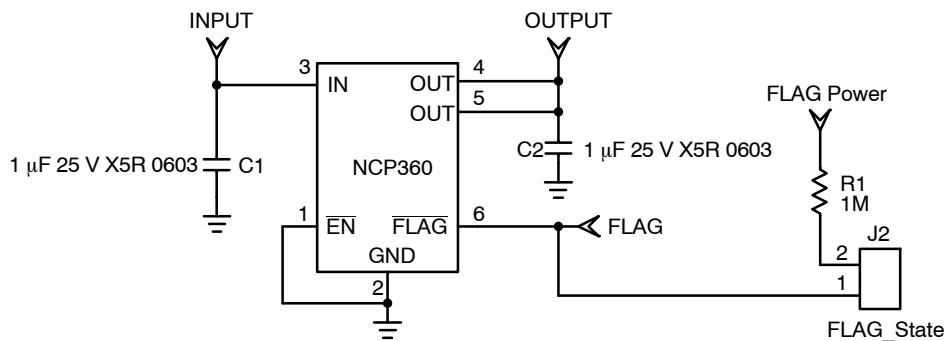 INPUT
OUTPUT
3
IN
OUT
4
OUT
5
FLAG Power
1 μF 25 V X5R 0603
C1
NCP360
C2
1 μF 25 V X5R 0603
R1
1M
1
EN
FLAG
6
FLAG
J2
2
1
GND
2
FLAG_State